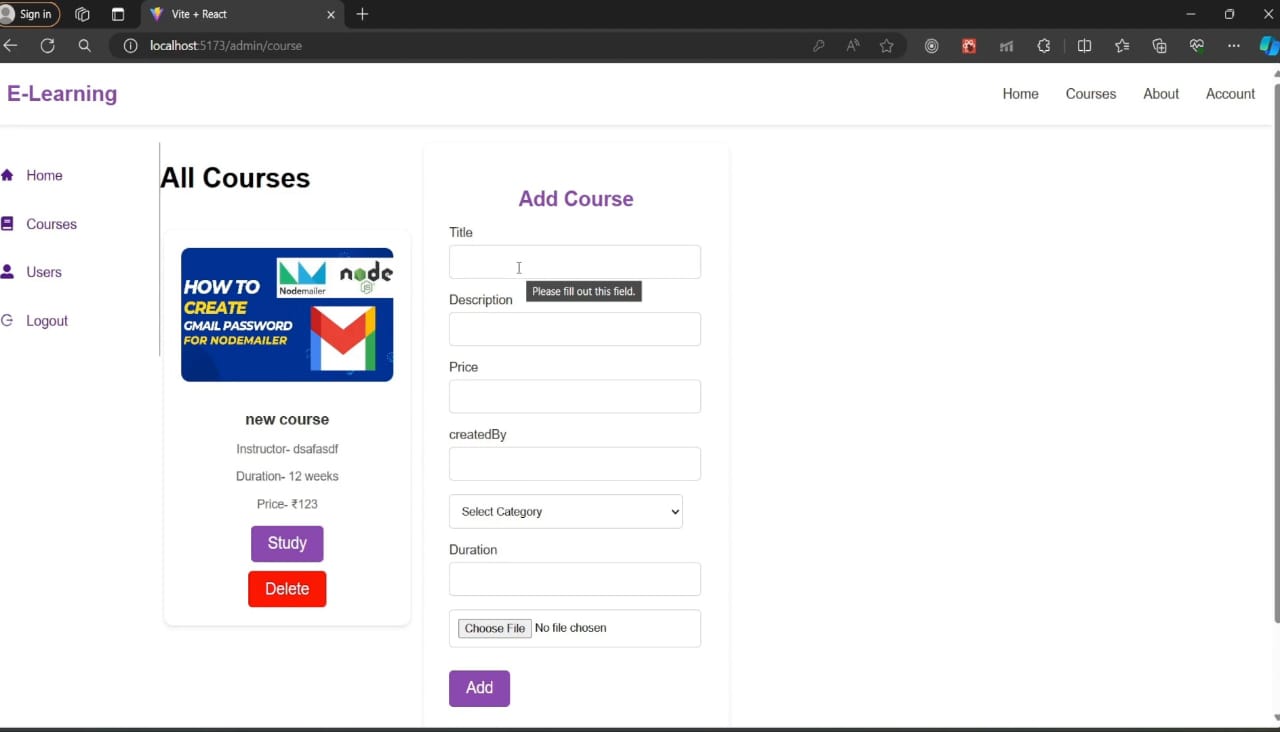 Sign in
Vite + React
localhost:5173/admin/course
E-Learning
Home
Courses
About
Account
Home
Courses
Users
Logout
All Courses
HOW TO
CREATE
GMAIL PASSWORD
FOR NODEMAILER
Nodemailer
node
new course
Instructor- dsafasdf
Duration- 12 weeks
Price- ₹123
Study
Delete
Add Course
Title
Please fill out this field.
Description
Price
createdBy
Select Category
Duration
Choose File No file chosen
Add